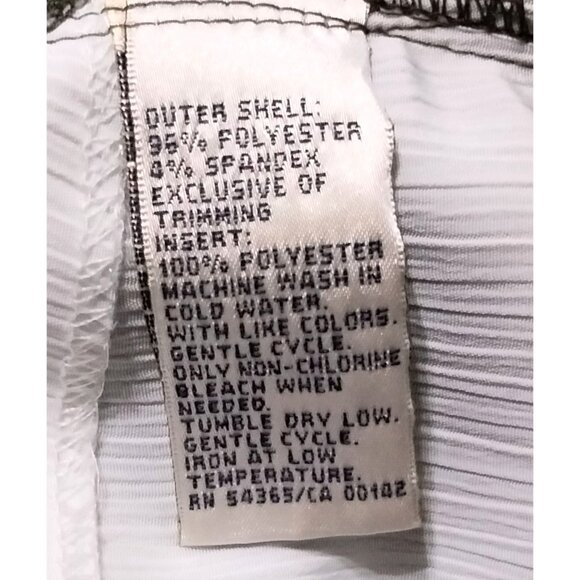 OUTER SHELL:
95% POLYESTER
8% SPANDEX
EXCLUSIVE OF
TRIMMING
INSERT:
100% POLYESTER
MACHINE WASH IN
COLD WATER.
WITH LIKE COLORS.
GENTLE CYCLE.
ONLY NON-CHLORINE
BLEACH WHEN
NEEDED.
TUMBLE DRY LOW.
GENTLE CYCLE.
IRON AT LOW
TEMPERATURE.
RN 54365/CA 00142